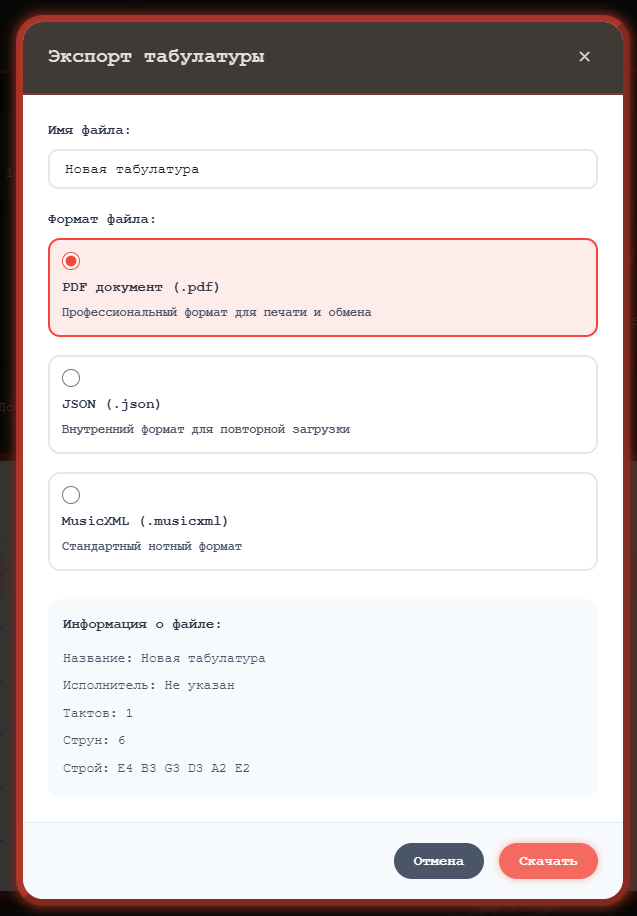 Экспорт табулатуры
Имя файла:
Новая табулатура
Формат файла:
PDF документ (.pdf)
Профессиональный формат для печати и обмена
JSON (.json)
Внутренний формат для повторной загрузки
MusicXML (.musicxml)
Стандартный нотный формат
Информация о файле:
Название: Новая табулатура
Исполнитель: Не указан
Тактов: 1
Струн: 6
Строй: E4 B3 G3 D3 A2 E2
Отмена Скачать